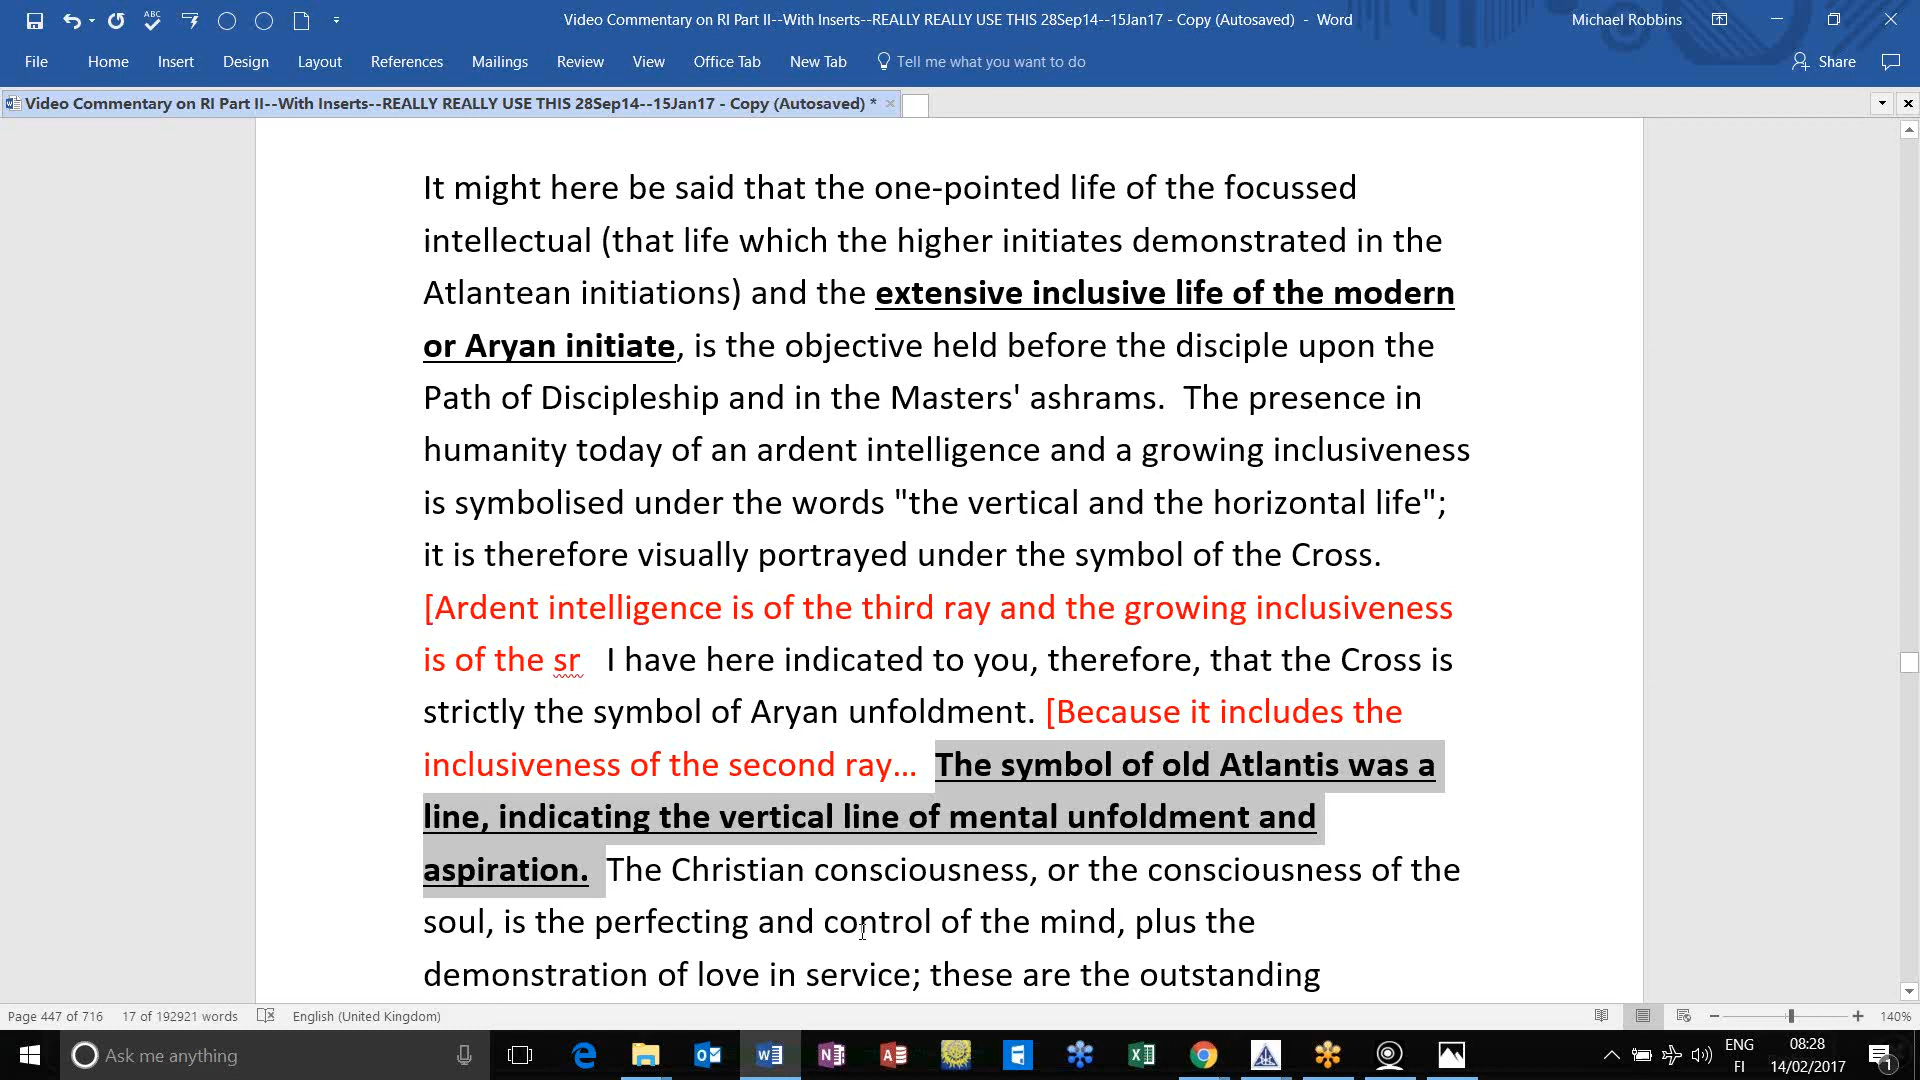 Video Commentary on RI Part II--With Inserts--REALLY REALLY USE THIS 28Sep14--15Jan17 - Copy (Autosaved) - Word
Michael Robbins
File Home Insert Design Layout References Mailings Review View Office Tab New Tab Tell me what you want to do Share
Video Commentary on RI Part II--With Inserts--REALLY REALLY USE THIS 28Sep14--15Jan17 - Copy (Autosaved) *
It might here be said that the one-pointed life of the focussed
intellectual (that life which the higher initiates demonstrated in the
Atlantean initiations) and the extensive inclusive life of the modern
or Aryan initiate, is the objective held before the disciple upon the
Path of Discipleship and in the Masters' ashrams.  The presence in
humanity today of an ardent intelligence and a growing inclusiveness
is symbolised under the words "the vertical and the horizontal life";
it is therefore visually portrayed under the symbol of the Cross.
[Ardent intelligence is of the third ray and the growing inclusiveness
is of the sr   I have here indicated to you, therefore, that the Cross is
strictly the symbol of Aryan unfoldment. [Because it includes the
inclusiveness of the second ray…  The symbol of old Atlantis was a
line, indicating the vertical line of mental unfoldment and
aspiration.  The Christian consciousness, or the consciousness of the
soul, is the perfecting and control of the mind, plus the
demonstration of love in service; these are the outstanding
Page 447 of 716 17 of 192921 words English (United Kingdom) 140%
Ask me anything
ENG 08:28
FI 14/02/2017
1